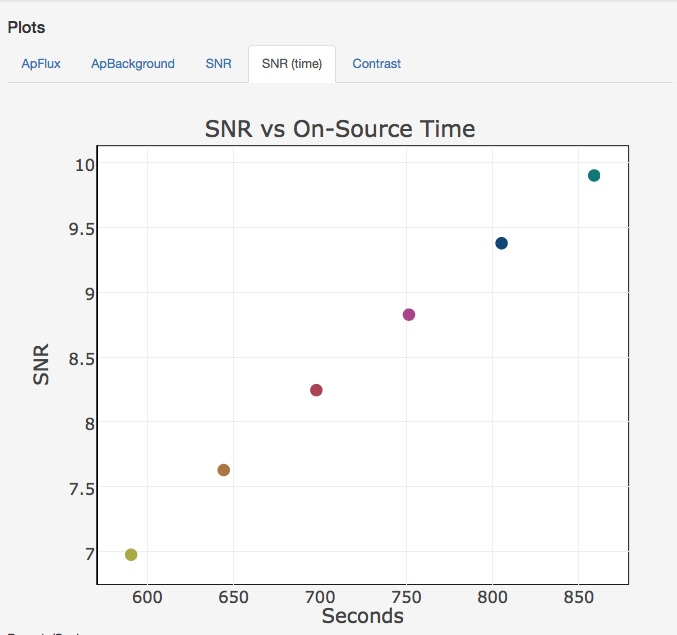 Plots
ApFlux ApBackground SNR SNR (time) Contrast
SNR vs On-Source Time
10
9.5
9
8.5
8
7.5
7
SNR
600 650 700 750 800 850
Seconds